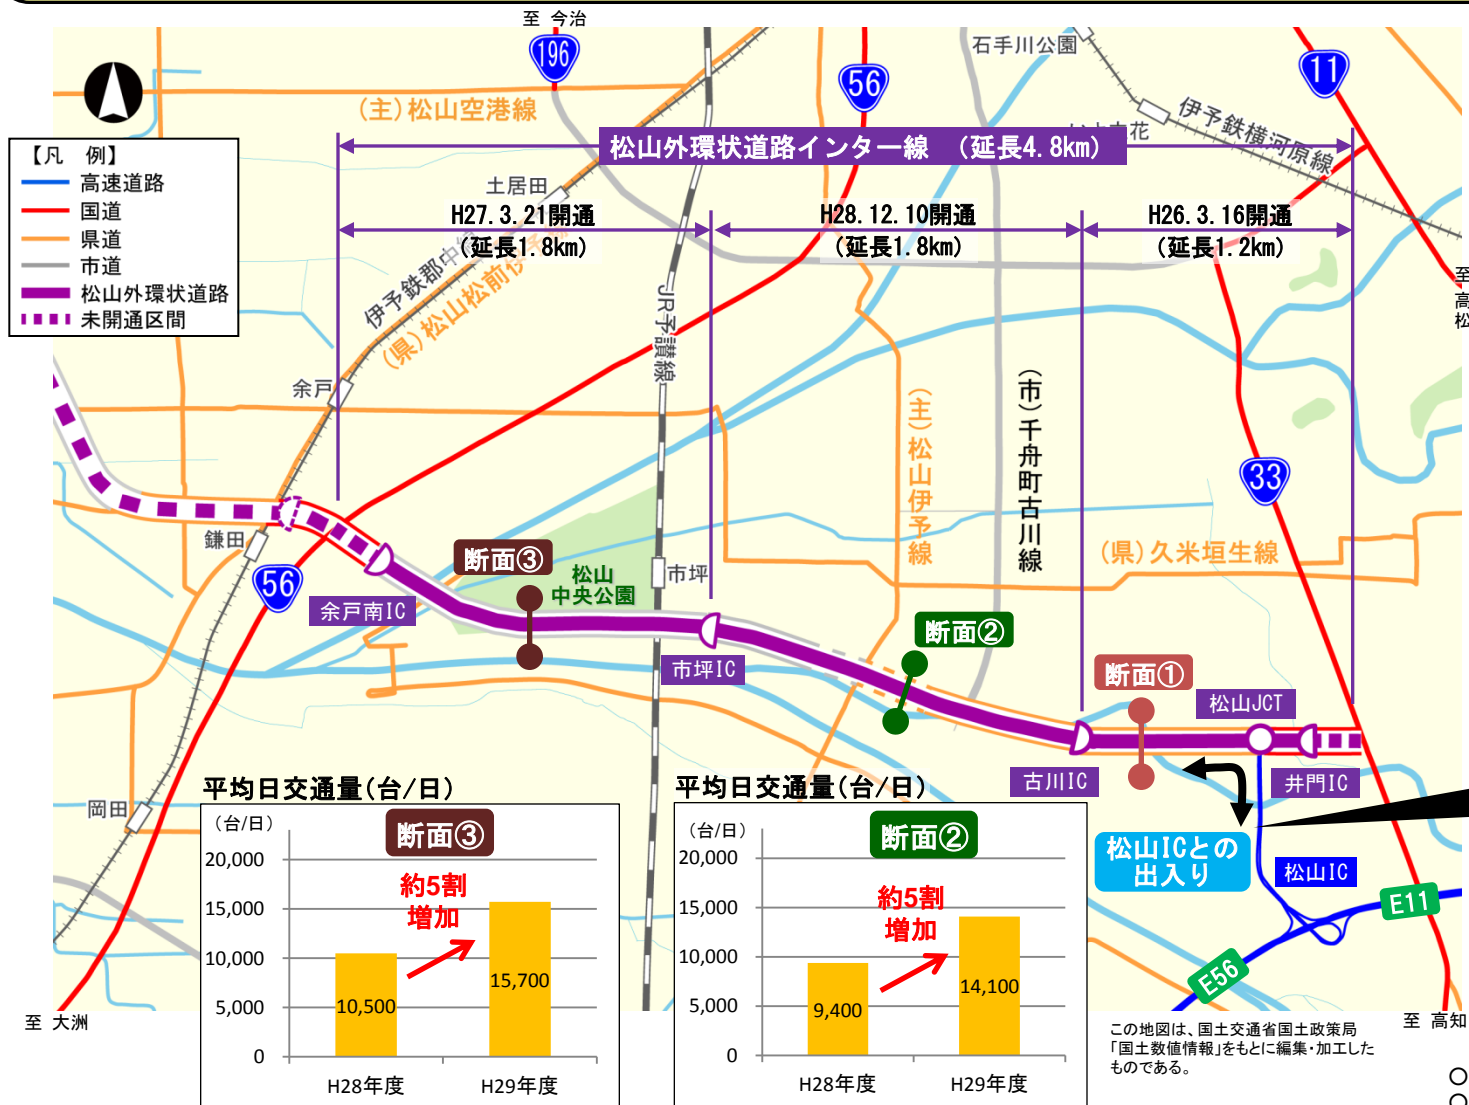 至 今治
196
56
11
石手川公園
伊予鉄横河原線
(主)松山空港線
松山外環状道路インター線 (延長4.8km)
花
【凡 例】
高速道路
国道
県道
市道
松山外環状道路
未開通区間
土居田
H27.3.21開通
(延長1.8km)
H28.12.10開通
(延長1.8km)
H26.3.16開通
(延長1.2km)
伊予鉄郡中線
(県)松山松前伊予線
JR予讃線
至
高
松
余戸
(主)松山伊予線
(市)千舟町古川線
33
(県)久米垣生線
鎌田
56
断面③
松山
中央公園
市坪
余戸南IC
断面②
市坪IC
断面①
松山JCT
古川IC
井門IC
岡田
松山ICとの
出入り
松山IC
E11
E56
平均日交通量(台/日)
(台/日)
断面③
20,000
15,000
10,000
5,000
0
約5割
増加
10,500
15,700
H28年度
H29年度
平均日交通量(台/日)
(台/日)
断面②
20,000
15,000
10,000
5,000
0
約5割
増加
9,400
14,100
H28年度
H29年度
至 大洲
至 高知
この地図は、国土交通省国土政策局
「国土数値情報」をもとに編集・加工した
ものである。
○
○